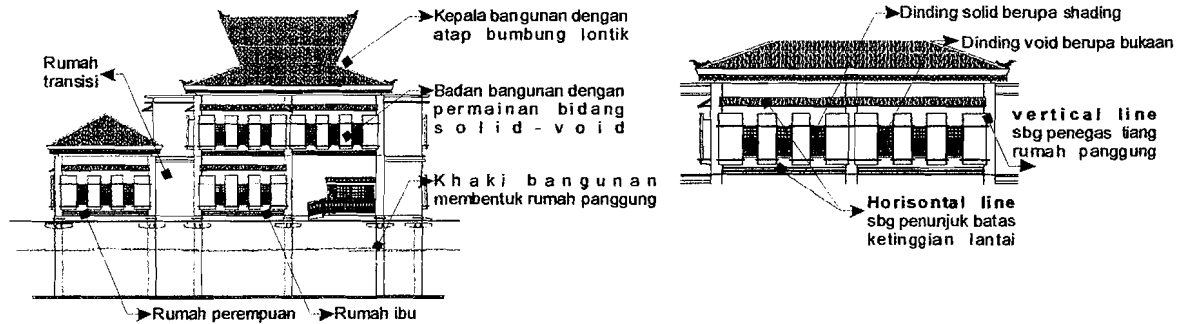 Kepala bangunan dengan
atap bumbung lontik
Rumah
transisi
Badan bangunan dengan
permainan bidang
solid-void
Khaki bangunan
membentuk rumah panggung
Rumah perempuan
Rumah ibu
Dinding solid berupa shading
Dinding void berupa bukaan
vertical line
sbg penegas tiang
rumah panggung
Horisontal line
sbg penunjuk batas
ketinggian lantai